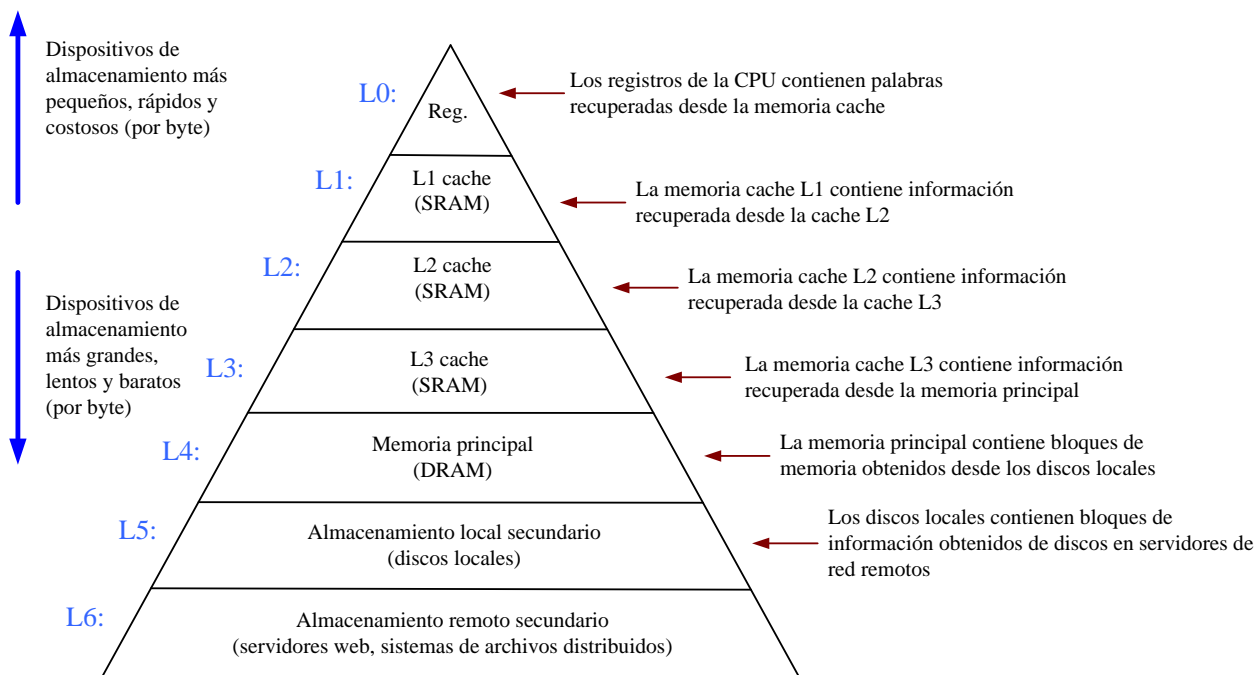 Dispositivos de
almacenamiento más
pequeños, rápidos y
costosos (por byte)
L0:
Reg.
Los registros de la CPU contienen palabras
recuperadas desde la memoria cache
L1:
L1 cache
(SRAM)
La memoria cache L1 contiene información
recuperada desde la cache L2
L2:
L2 cache
(SRAM)
La memoria cache L2 contiene información
recuperada desde la cache L3
Dispositivos de
almacenamiento
más grandes,
lentos y baratos
(por byte)
L3:
L3 cache
(SRAM)
La memoria cache L3 contiene información
recuperada desde la memoria principal
L4:
Memoria principal
(DRAM)
La memoria principal contiene bloques de
memoria obtenidos desde los discos locales
L5:
Almacenamiento local secundario
(discos locales)
Los discos locales contienen bloques de
información obtenidos de discos en servidores de
red remotos
L6:
Almacenamiento remoto secundario
(servidores web, sistemas de archivos distribuidos)